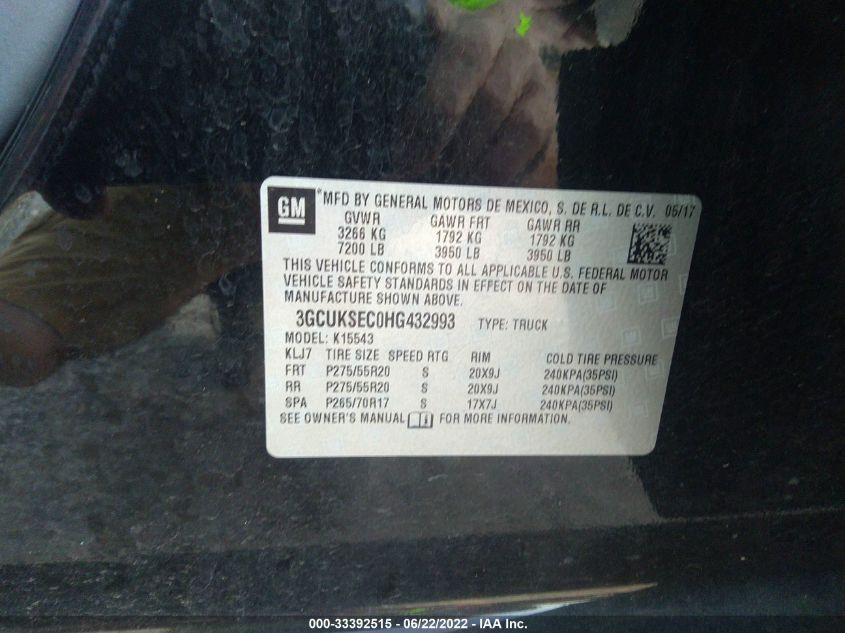 GM *MFD BY GENERAL MOTORS DE MEXICO, S. DE R.L. DE C.V. 05/17
GVWR GAWR FRT GAWR RR
3266 KG 1792 KG 1792 KG
7200 LB 3950 LB 3950 LB
THIS VEHICLE CONFORMS TO ALL APPLICABLE U.S. FEDERAL MOTOR
VEHICLE SAFETY STANDARDS IN EFFECT ON THE DATE OF
MANUFACTURE SHOWN ABOVE.
3GCUKSEC0HG432993 TYPE: TRUCK
MODEL: K15543
KLJ7 TIRE SIZE SPEED RTG RIM COLD TIRE PRESSURE
FRT P275/55R20 S 20X9J 240KPA(35PSI)
RR P275/55R20 S 20X9J 240KPA(35PSI)
SPA P265/70R17 S 17X7J 240KPA(35PSI)
SEE OWNER'S MANUAL FOR MORE INFORMATION.
000-33392515 - 06/22/2022 - IAA Inc.